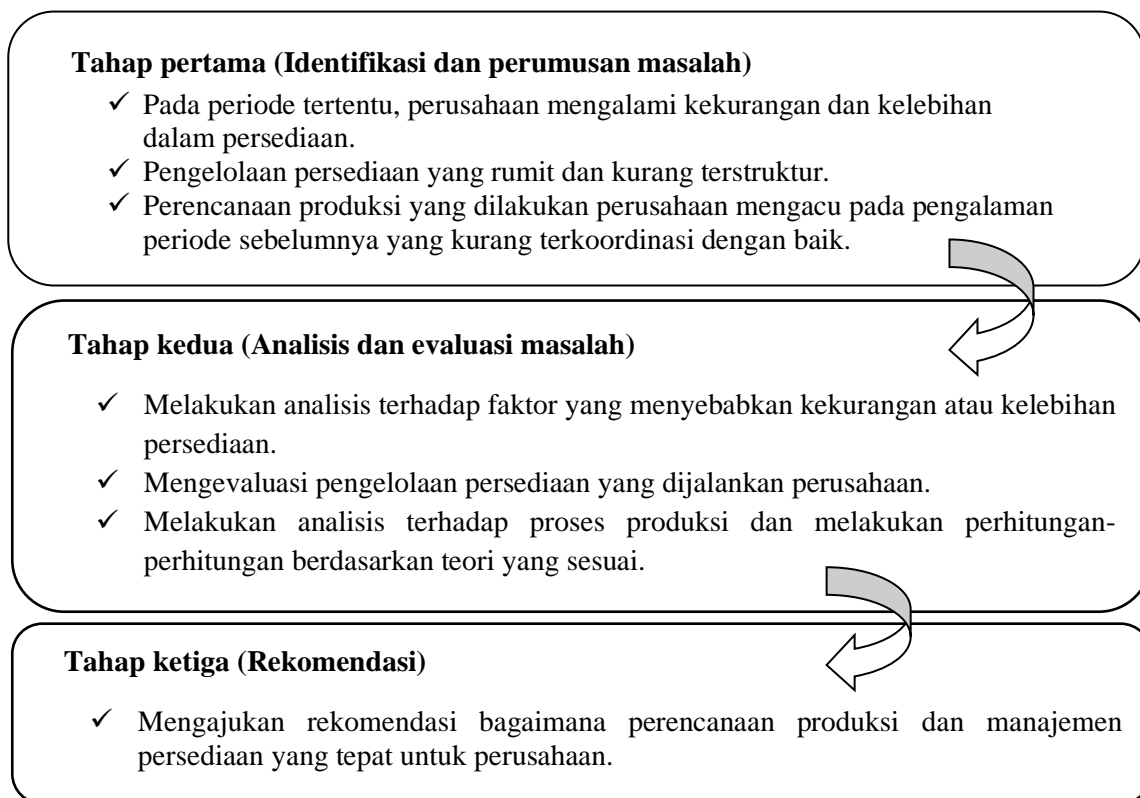 Tahap pertama (Identifikasi dan perumusan masalah)
✓ Pada periode tertentu, perusahaan mengalami kekurangan dan kelebihan
dalam persediaan.
✓ Pengelolaan persediaan yang rumit dan kurang terstruktur.
✓ Perencanaan produksi yang dilakukan perusahaan mengacu pada pengalaman
periode sebelumnya yang kurang terkoordinasi dengan baik.
Tahap kedua (Analisis dan evaluasi masalah)
✓ Melakukan analisis terhadap faktor yang menyebabkan kekurangan atau kelebihan
persediaan.
✓ Mengevaluasi pengelolaan persediaan yang dijalankan perusahaan.
✓ Melakukan analisis terhadap proses produksi dan melakukan perhitungan-
perhitungan berdasarkan teori yang sesuai.
Tahap ketiga (Rekomendasi)
✓ Mengajukan rekomendasi bagaimana perencanaan produksi dan manajemen
persediaan yang tepat untuk perusahaan.